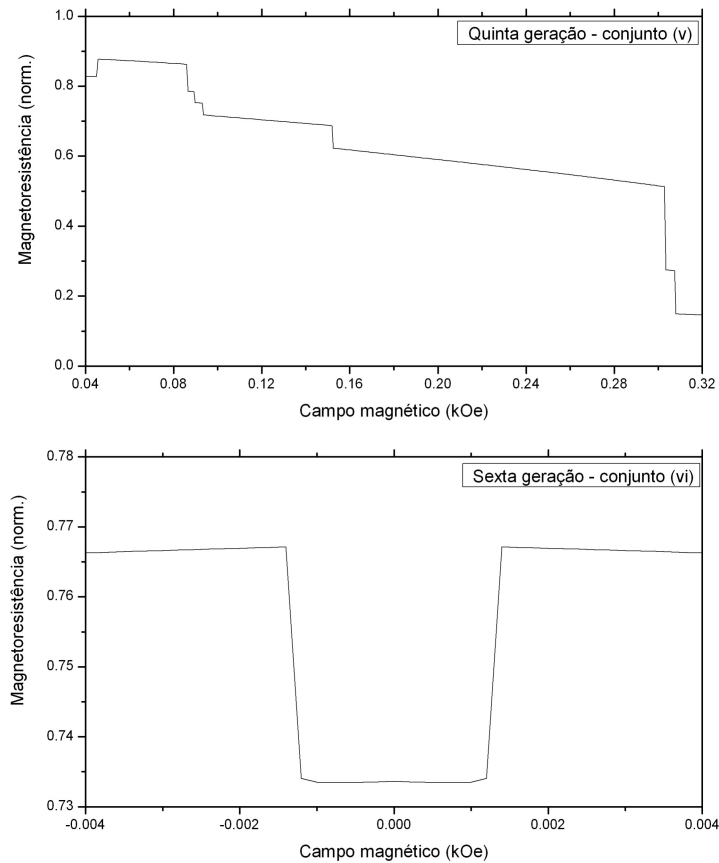 Quinta geração - conjunto (v)
Magnetoresistência (norm.)
1.0
0.8
0.6
0.4
0.2
0.0
0.04 0.08 0.12 0.16 0.20 0.24 0.28 0.32
Campo magnético (kOe)
Sexta geração - conjunto (vi)
Magnetoresistência (norm.)
0.78
0.77
0.76
0.75
0.74
0.73
-0.004 -0.002 0.000 0.002 0.004
Campo magnético (kOe)